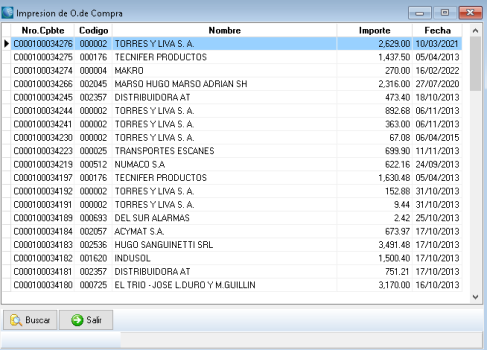 Impresion de O.de Compra
Nro.Cpbte Codigo Nombre Importe Fecha
C000100034276 000002 TORRES Y LIVA S. A. 2,629.00 10/03/2021
C000100034275 000176 TECNIFER PRODUCTOS 1,437.50 05/04/2013
C000100034274 000004 MAKRO 270.00 16/02/2022
C000100034266 002045 MARSO HUGO MARSO ADRIAN SH 2,316.00 27/07/2020
C000100034245 002357 DISTRIBUIDORA AT 473.40 18/10/2013
C000100034244 000002 TORRES Y LIVA S. A. 892.68 06/11/2013
C000100034241 000002 TORRES Y LIVA S. A. 363.00 06/11/2013
C000100034230 000002 TORRES Y LIVA S. A. 67.08 06/04/2015
C000100034223 000025 TRANSPORTES ESCANES 699.90 11/11/2013
C000100034219 000512 NUMACO S.A 622.16 24/09/2013
C000100034197 000176 TECNIFER PRODUCTOS 1,630.48 05/04/2013
C000100034192 000002 TORRES Y LIVA S. A. 152.88 31/10/2013
C000100034191 000002 TORRES Y LIVA S. A. 9.44 31/10/2013
C000100034189 000693 DEL SUR ALARMAS 2.42 25/10/2013
C000100034184 002057 ACYMAT S.A. 673.97 17/10/2013
C000100034183 002536 HUGO SANGUINETTI SRL 3,491.48 17/10/2013
C000100034182 001620 INDUSOL 1,500.40 17/10/2013
C000100034181 002357 DISTRIBUIDORA AT 751.21 17/10/2013
C000100034180 000725 EL TRIO - JOSE L.DURO Y M.GUILLIN 3,170.00 16/10/2013
Buscar Salir